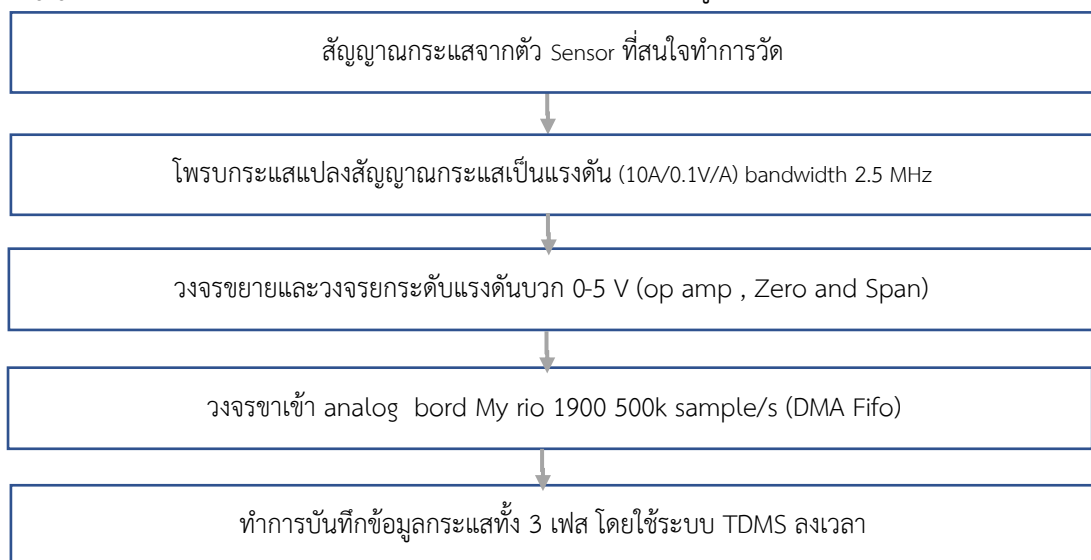 สัญญาณกระแสจากตัว Sensor ที่สนใจทำการวัด
โพรบกระแสแปลงสัญญาณกระแสเป็นแรงดัน (10A/0.1V/A) bandwidth 2.5 MHz
วงจรขยายและวงจรยกระดับแรงดันบวก 0-5 V (op amp , Zero and Span)
วงจรขาเข้า analog bord My rio 1900 500k sample/s (DMA Fifo)
ทำการบันทึกข้อมูลกระแสทั้ง 3 เฟส โดยใช้ระบบ TDMS ลงเวลา